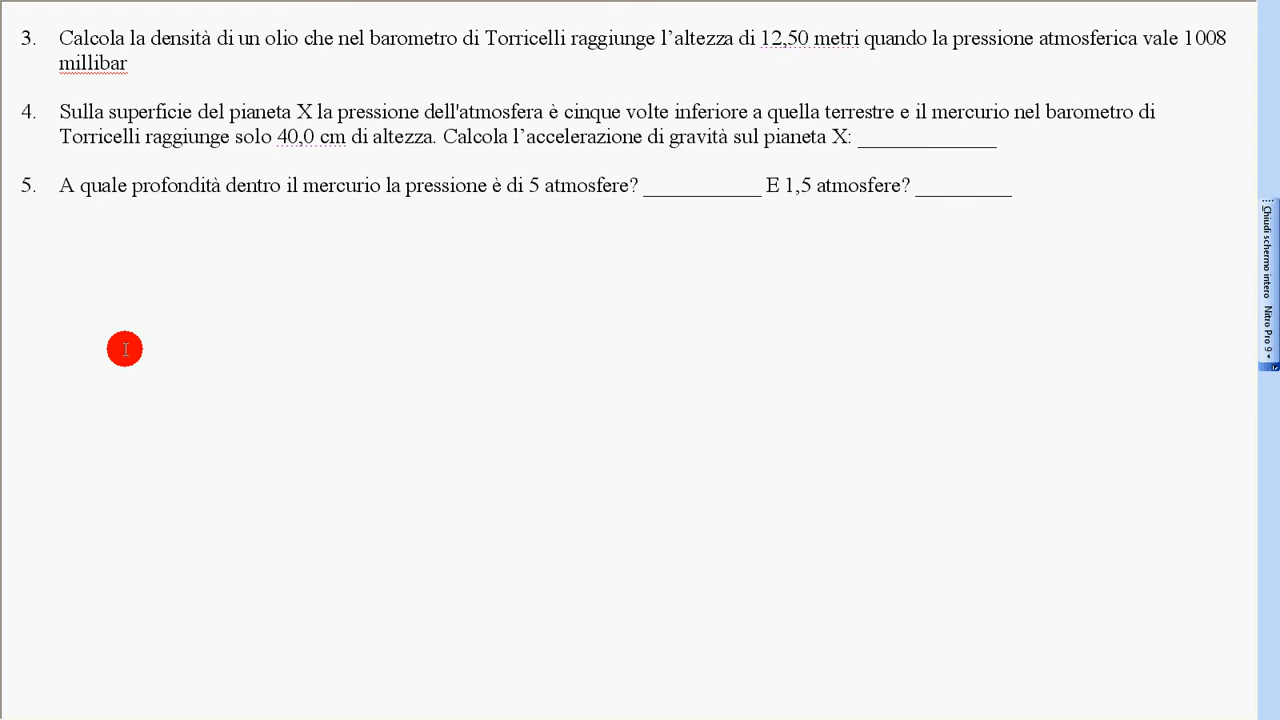 3. Calcola la densità di un olio che nel barometro di Torricelli raggiunge l’altezza di 12,50 metri quando la pressione atmosferica vale 1008
millibar
4. Sulla superficie del pianeta X la pressione dell'atmosfera è cinque volte inferiore a quella terrestre e il mercurio nel barometro di
Torricelli raggiunge solo 40,0 cm di altezza. Calcola l’accelerazione di gravità sul pianeta X: _____________
5. A quale profondità dentro il mercurio la pressione è di 5 atmosfere? ___________ E 1,5 atmosfere? _________
Chiudi schermo intero Nitro Pro 9